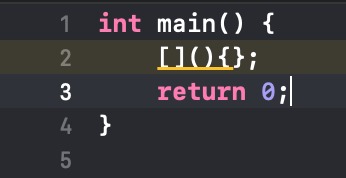 1 int main() {
2     [](){};
3     return 0;
4 }
5